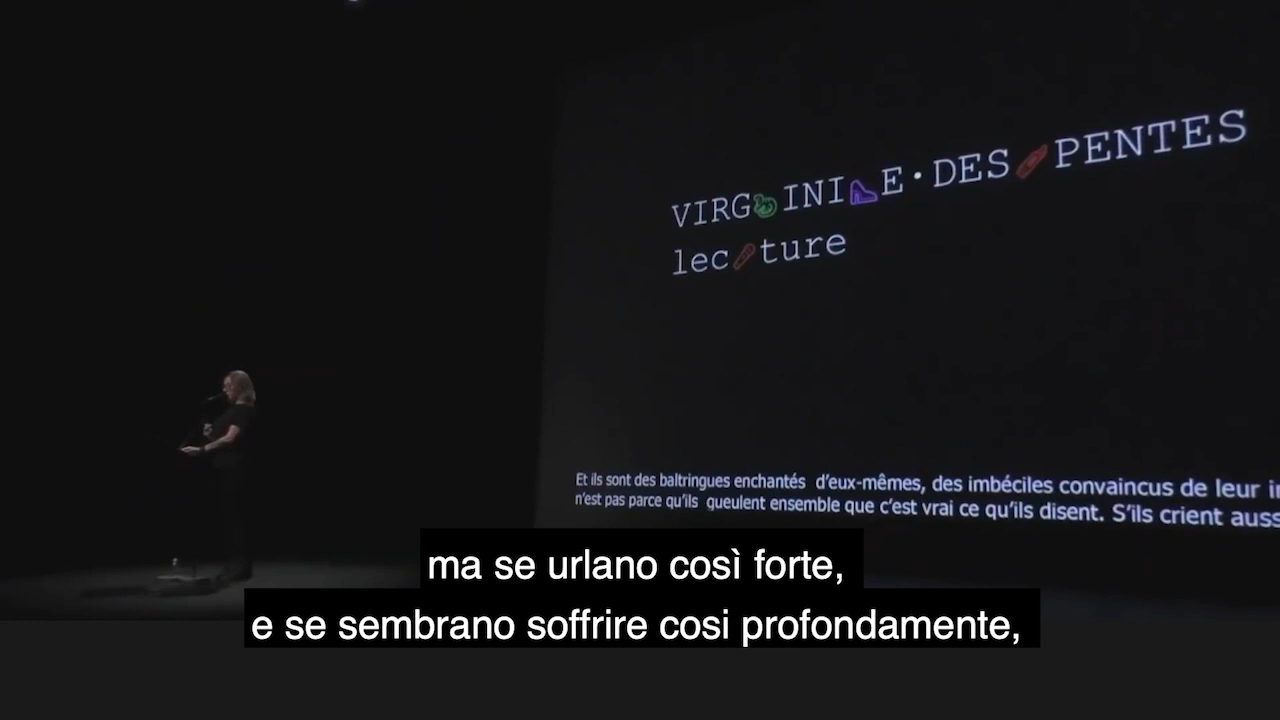 VIRGINIE·DESPENTES
lecture
Et ils sont des baltringues enchantés d'eux-mêmes, des imbéciles convaincus de leur
n'est pas parce qu'ils gueulent ensemble que c'est vrai ce qu'ils disent. S'ils crient
ma se urlano così forte,
e se sembrano soffrire cosi profondamente,